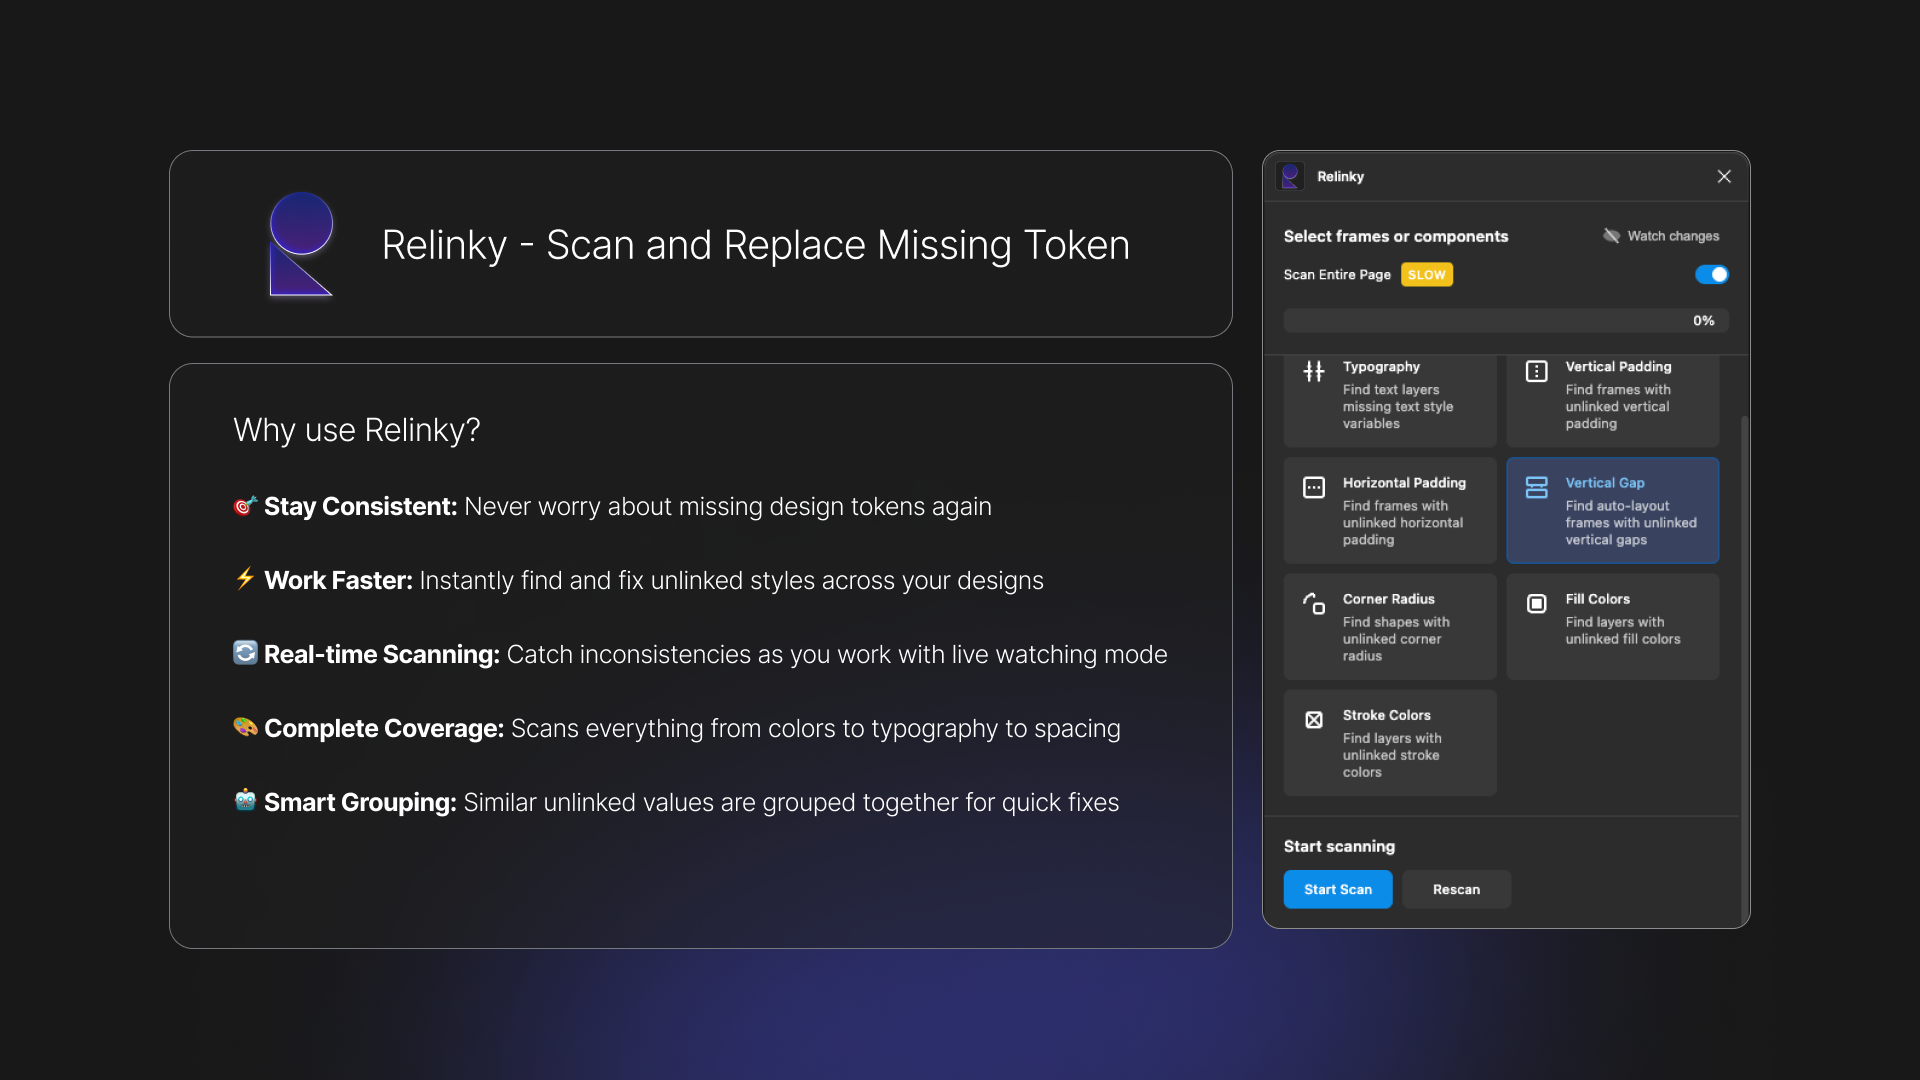 Relinky - Scan and Replace Missing Token
Why use Relinky?
🎯 Stay Consistent: Never worry about missing design tokens again
⚡ Work Faster: Instantly find and fix unlinked styles across your designs
🔄 Real-time Scanning: Catch inconsistencies as you work with live watching mode
🎨 Complete Coverage: Scans everything from colors to typography to spacing
🤖 Smart Grouping: Similar unlinked values are grouped together for quick fixes
Relinky
Select frames or components
Watch changes
Scan Entire Page
SLOW
0%
Typography
Find text layers
missing text style
variables
Vertical Padding
Find frames with
unlinked vertical
padding
Horizontal Padding
Find frames with
unlinked horizontal
padding
Vertical Gap
Find auto-layout
frames with unlinked
vertical gaps
Corner Radius
Find shapes with
unlinked corner
radius
Fill Colors
Find layers with
unlinked fill colors
Stroke Colors
Find layers with
unlinked stroke
colors
Start scanning
Start Scan
Rescan